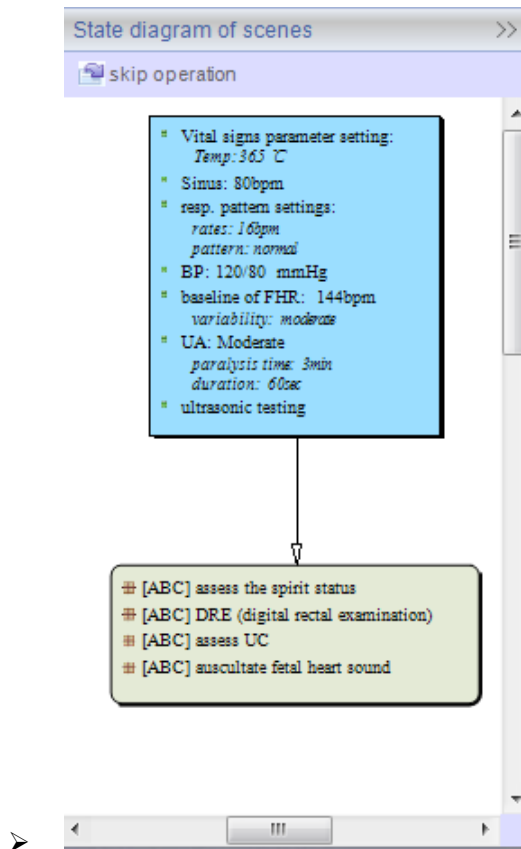 State diagram of scenes
skip operation
Vital signs parameter setting:
Temp: 36.5 ℃
Sinus: 80bpm
resp. pattern settings:
rates: 16bpm
pattern: normal
BP: 120/80 mmHg
baseline of FHR: 144bpm
variability: moderate
UA: Moderate
paralysis time: 3min
duration: 60sec
ultrasonic testing
[ABC] assess the spirit status
[ABC] DRE (digital rectal examination)
[ABC] assess UC
[ABC] auscultate fetal heart sound